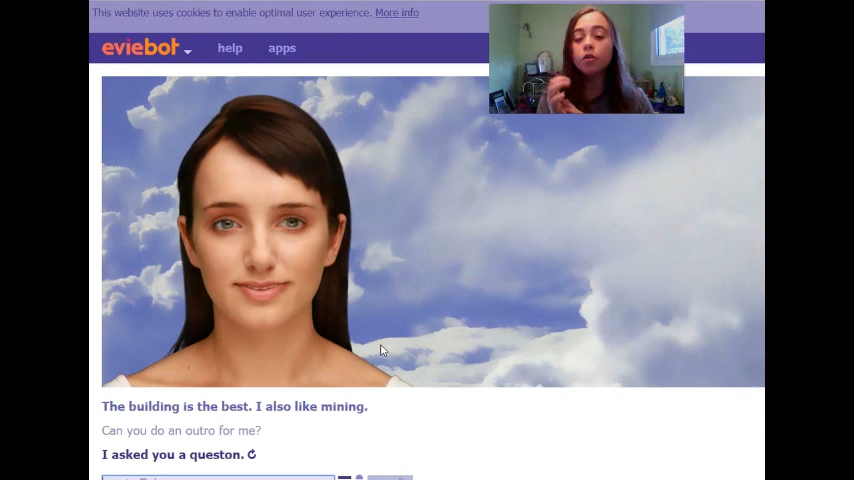 This website uses cookies to enable optimal user experience. More info
eviebot help apps
The building is the best. I also like mining.
Can you do an outro for me?
I asked you a queston.